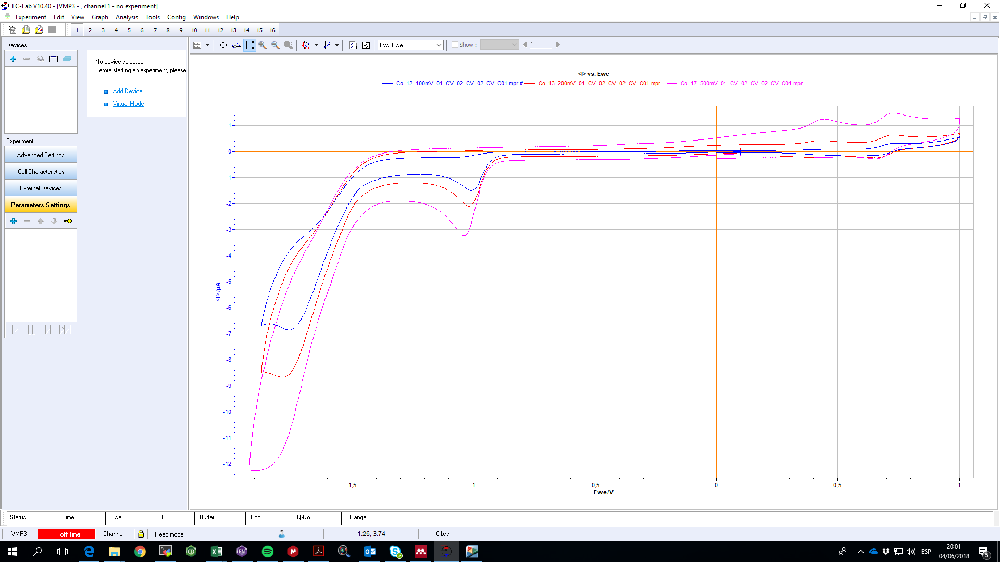 EC-Lab V10.40 - [VMP3 - , channel 1 - no experiment]
Experiment Edit View Graph Analysis Tools Config Windows Help
1 2 3 4 5 6 7 8 9 10 11 12 13 14 15 16
Devices
No device selected.
Before starting an experiment, please
Add Device
Virtual Mode
Experiment
Advanced Settings
Cell Characteristics
External Devices
Parameters Settings
I vs. Ewe
Show :
1
<I> vs. Ewe
Co_12_100mV_01_CV_02_CV_02_CV_C01.mpr # Co_13_200mV_01_CV_02_CV_02_CV_C01.mpr Co_17_500mV_01_CV_02_CV_02_CV_C01.mpr
1
0
-1
-2
-3
-4
-5
-6
-7
-8
-9
-10
-11
-12
<I>/µA
-1,5 -1 -0,5 0 0,5 1
Ewe/V
Status . Time . Ewe . I . Buffer . Eoc . Q-Qo . I Range .
VMP3 off line Channel 1 Read mode -1.26, 3.74 0 b/s
ESP
20:01
04/06/2018
5